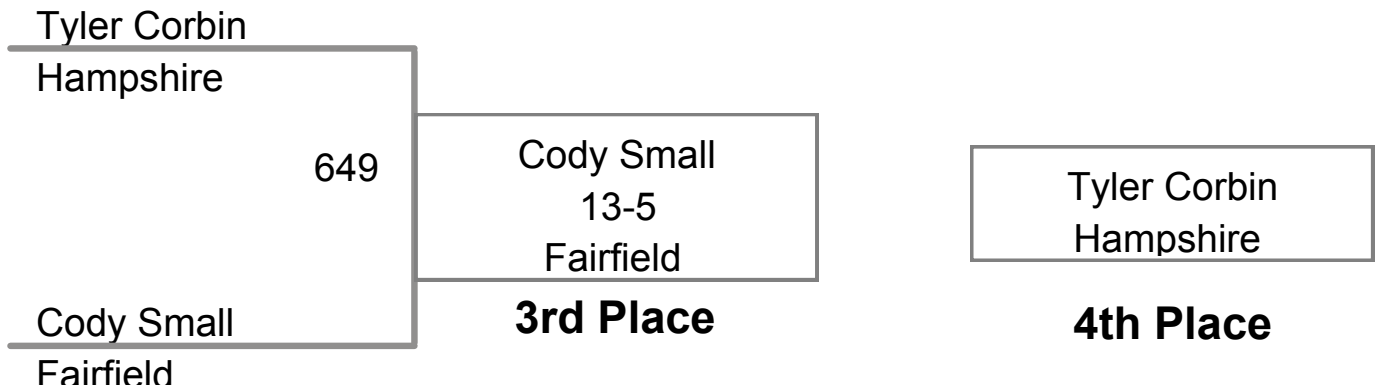 Tyler Corbin
Hampshire
649
Cody Small
13-5
Fairfield
3rd Place
Tyler Corbin
Hampshire
4th Place
Cody Small
Fairfield